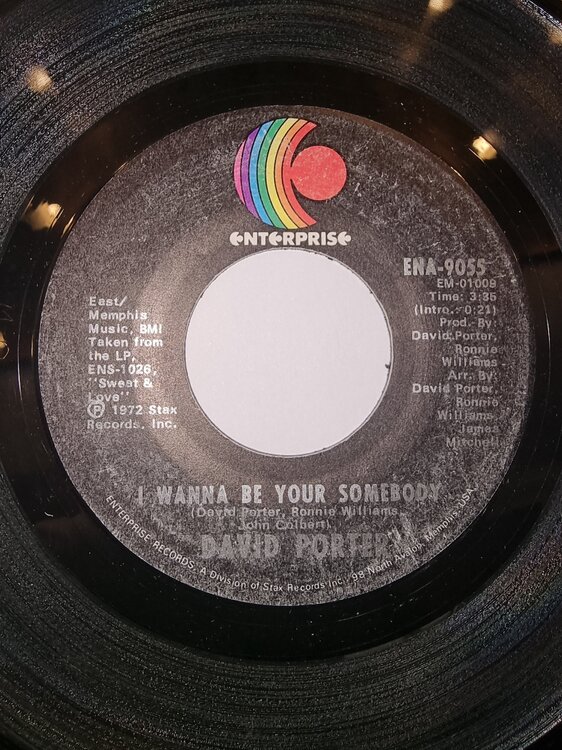 ENTERPRISE
ENA-9055
EM-01009
Time: 3:35
(Intro.-0:21)
Prod. By:
David Porter,
Ronnie
Williams
Arr. By:
David Porter,
Ronnie
Williams,
James
Mitchell
East/
Memphis
Music, BMI
Taken from
the LP,
ENS-1026,
"Sweat &
Love"
Ⓟ 1972 Stax
Records, Inc.
I WANNA BE YOUR SOMEBODY
(David Porter, Ronnie Williams
John Colbert)
DAVID PORTER
ENTERPRISE RECORDS, A Division of Stax Records Inc., 98 North Avalon, Memphis, USA